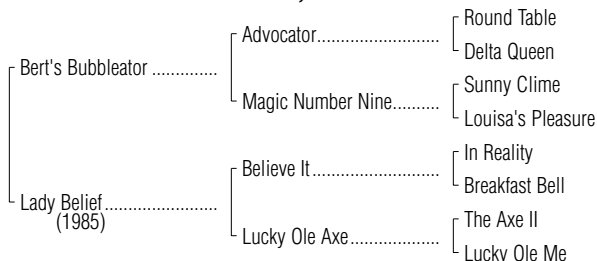 Round Table
Advocator
Delta Queen
Bert's Bubbleator
Sunny Clime
Magic Number Nine
Louisa's Pleasure
In Reality
Believe It
Breakfast Bell
Lady Belief
(1985)
The Axe II
Lucky Ole Axe
Lucky Ole Me